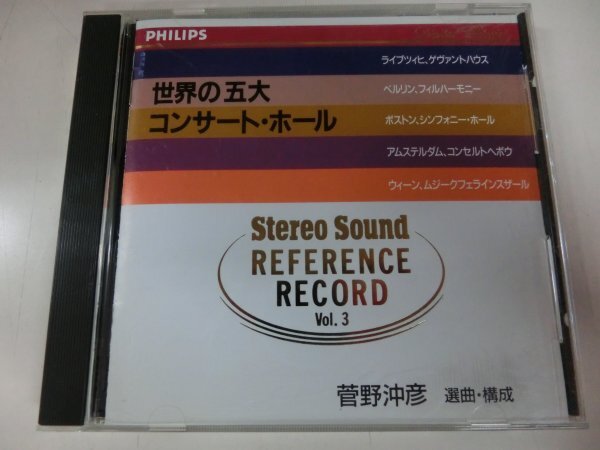 PHILIPS
ライプツィヒ、ゲヴァントハウス
世界の五大
ベルリン、フィルハーモニー
コンサート・ホール
ボストン、シンフォニー・ホール
アムステルダム、コンセルトヘボウ
ウィーン、ムジークフェラインスザール
Stereo Sound
REFERENCE
RECORD
Vol. 3
菅野沖彦 選曲・構成